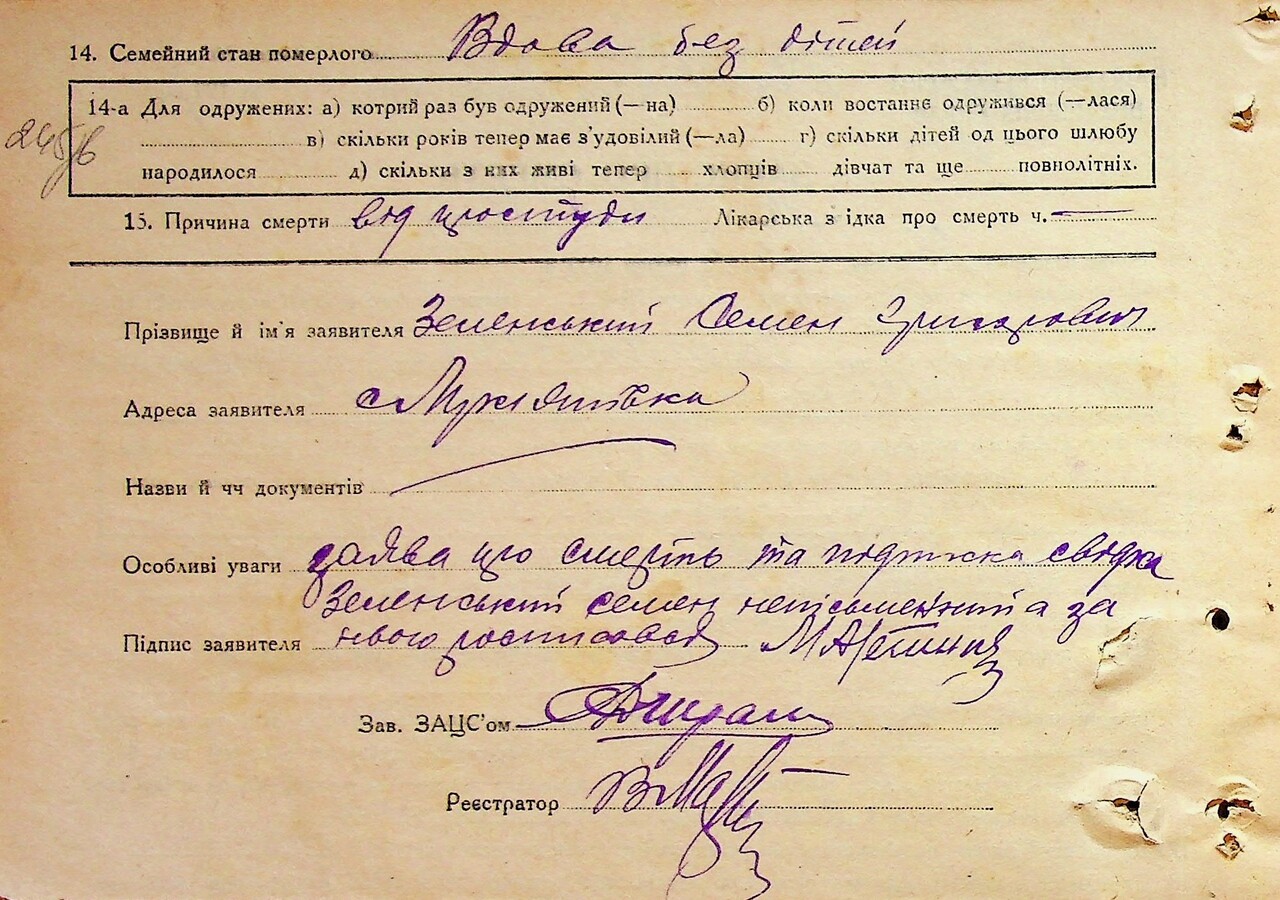 14. Семейний стан померлого Вдова без дітей
14-а Для одружених: а) котрий раз був одружений (—на) б) коли востаннє одружився (—лася)
в) скільки років тепер має з'удовілий (—ла) г) скільки дітей од цього шлюбу
народилося д) скільки з них живі тепер хлопців дівчат та ще повнолітніх.
15. Причина смерти від простуди Лікарська з ідка про смерть ч. —
Прізвище й ім'я заявителя Зеленський Семен Григорович
Адреса заявителя с
Назви й чч документів
Особливі уваги заява про смерть та підписка свідка
Зеленський семен неписьменний а за
Підпис заявителя нього росписався
Зав. ЗАЦС'ом
Реєстратор